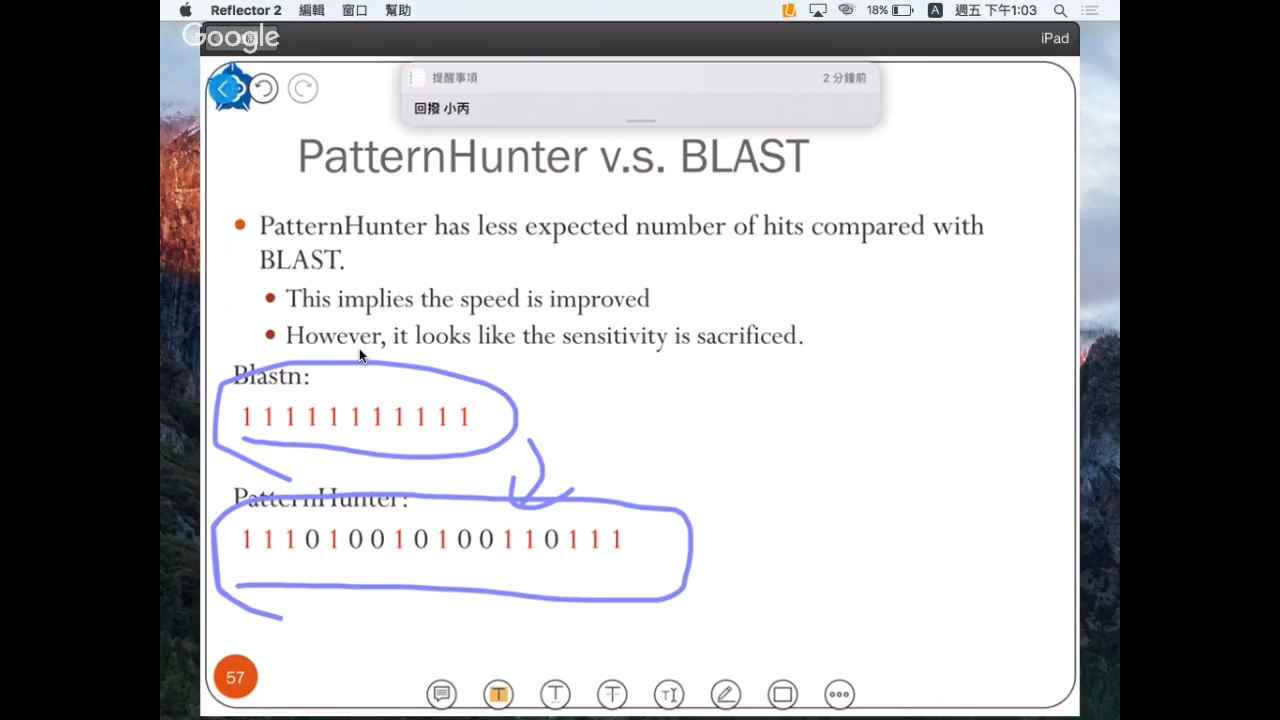 Reflector 2 編輯 窗口 幫助 18% A 週五 下午1:03
Google iPad
提醒事項 2 分鐘前
回撥 小丙
PatternHunter v.s. BLAST
PatternHunter has less expected number of hits compared with
BLAST.
This implies the speed is improved
However, it looks like the sensitivity is sacrificed.
Blastn:
1 1 1 1 1 1 1 1 1 1 1
PatternHunter:
1 1 1 0 1 0 0 1 0 1 0 0 1 1 0 1 1 1
57
T T T T